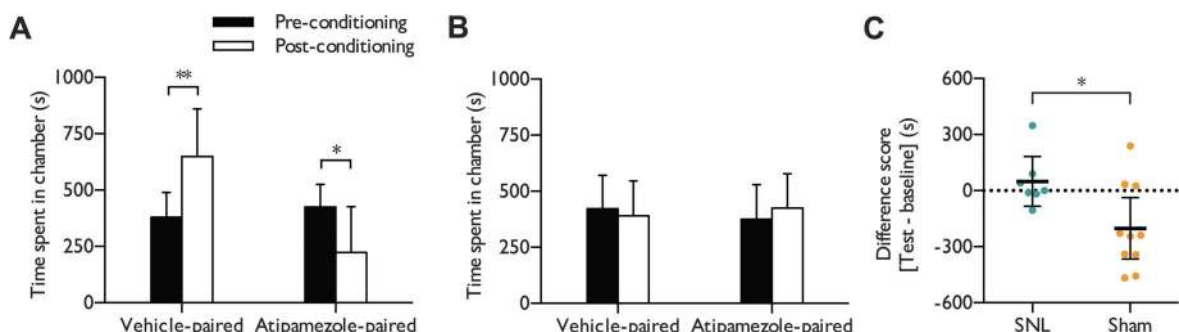 A
Pre-conditioning
Post-conditioning
Time spent in chamber (s)
1000
750
500
250
0
**
*
Vehicle-paired
Atipamezole-paired
B
Time spent in chamber (s)
1000
750
500
250
0
Vehicle-paired
Atipamezole-paired
C
Difference score
[Test - baseline] (s)
600
300
0
-300
-600
*
SNL
Sham